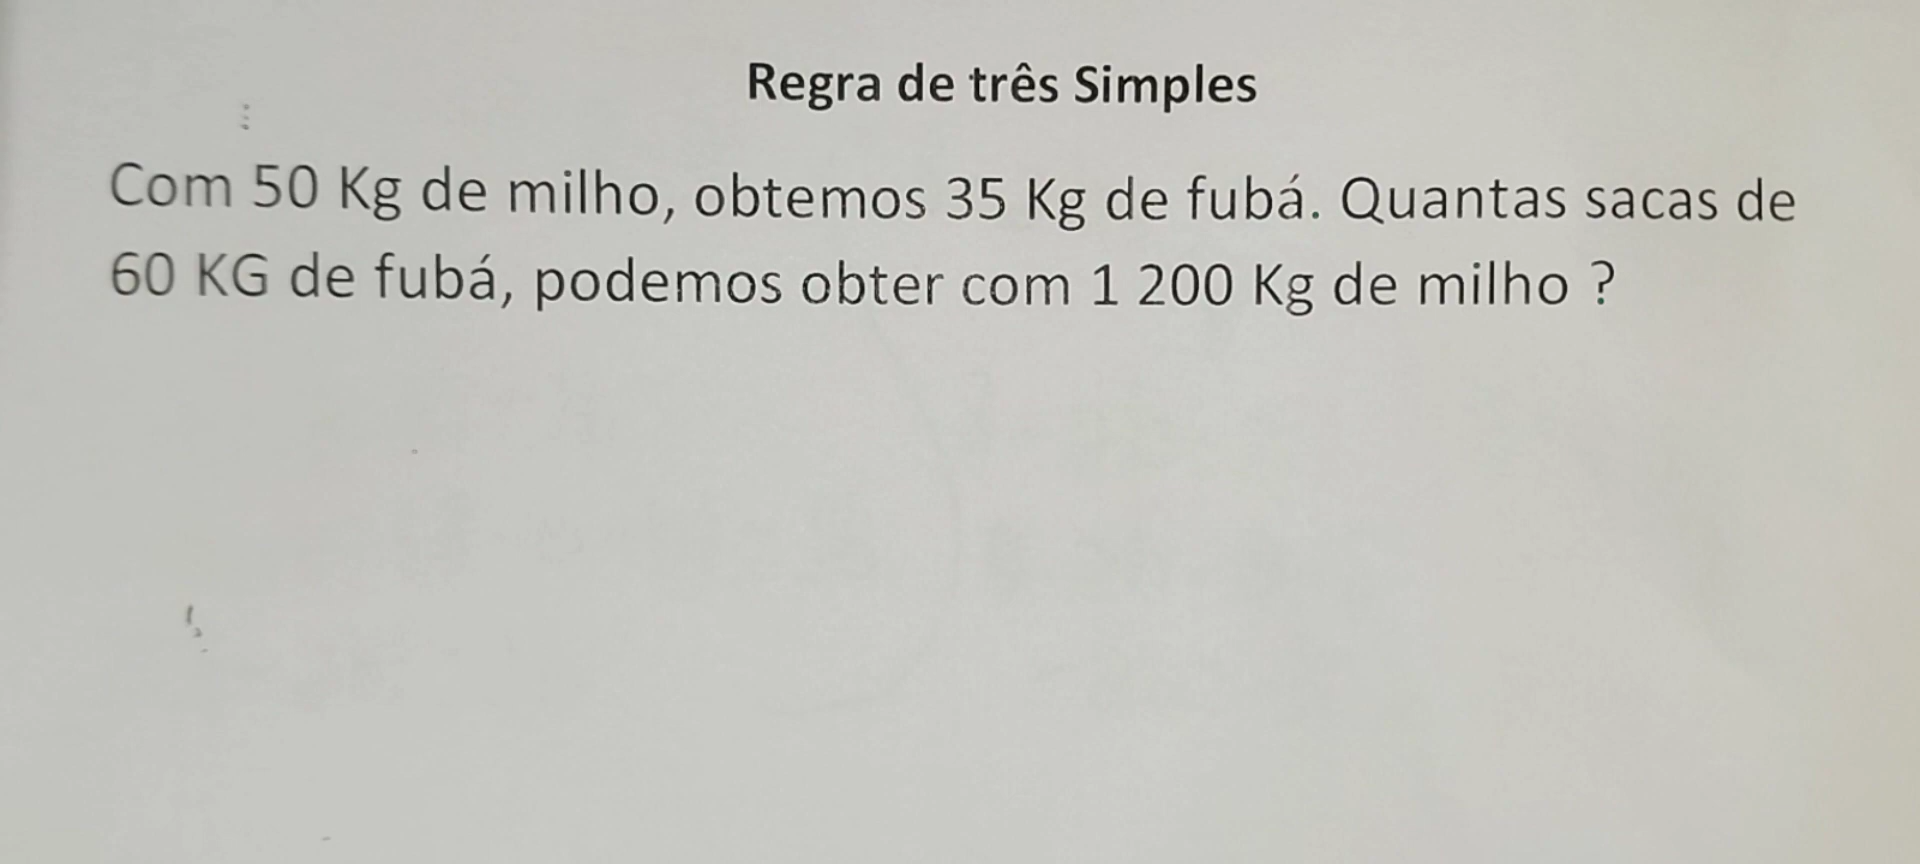 Regra de três Simples
Com 50 Kg de milho, obtemos 35 Kg de fubá. Quantas sacas de
60 KG de fubá, podemos obter com 1 200 Kg de milho ?